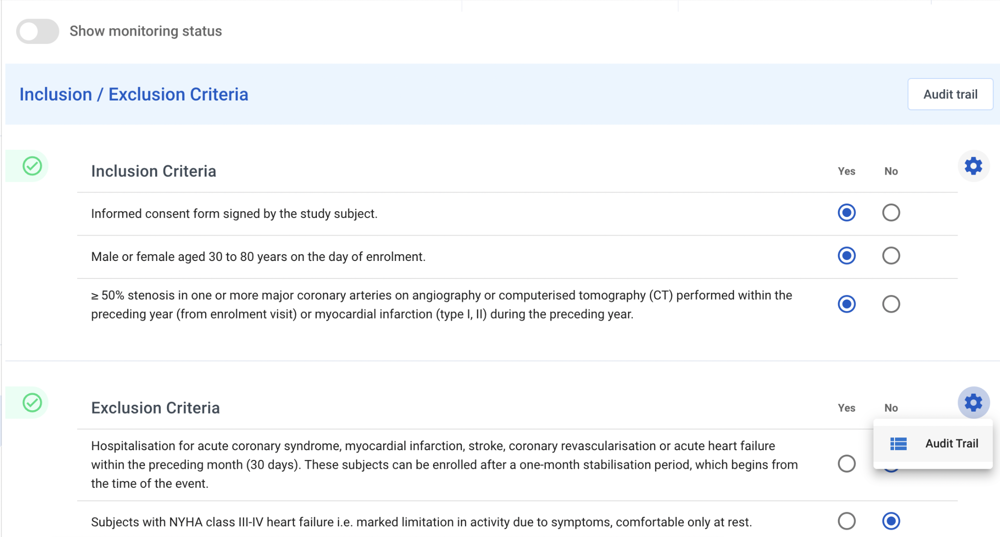 Show monitoring status
Inclusion / Exclusion Criteria
Audit trail
Inclusion Criteria
Yes
No
Informed consent form signed by the study subject.
Male or female aged 30 to 80 years on the day of enrolment.
≥ 50% stenosis in one or more major coronary arteries on angiography or computerised tomography (CT) performed within the
preceding year (from enrolment visit) or myocardial infarction (type I, II) during the preceding year.
Exclusion Criteria
Yes
No
Audit Trail
Hospitalisation for acute coronary syndrome, myocardial infarction, stroke, coronary revascularisation or acute heart failure
within the preceding month (30 days). These subjects can be enrolled after a one-month stabilisation period, which begins from
the time of the event.
Subjects with NYHA class III-IV heart failure i.e. marked limitation in activity due to symptoms, comfortable only at rest.